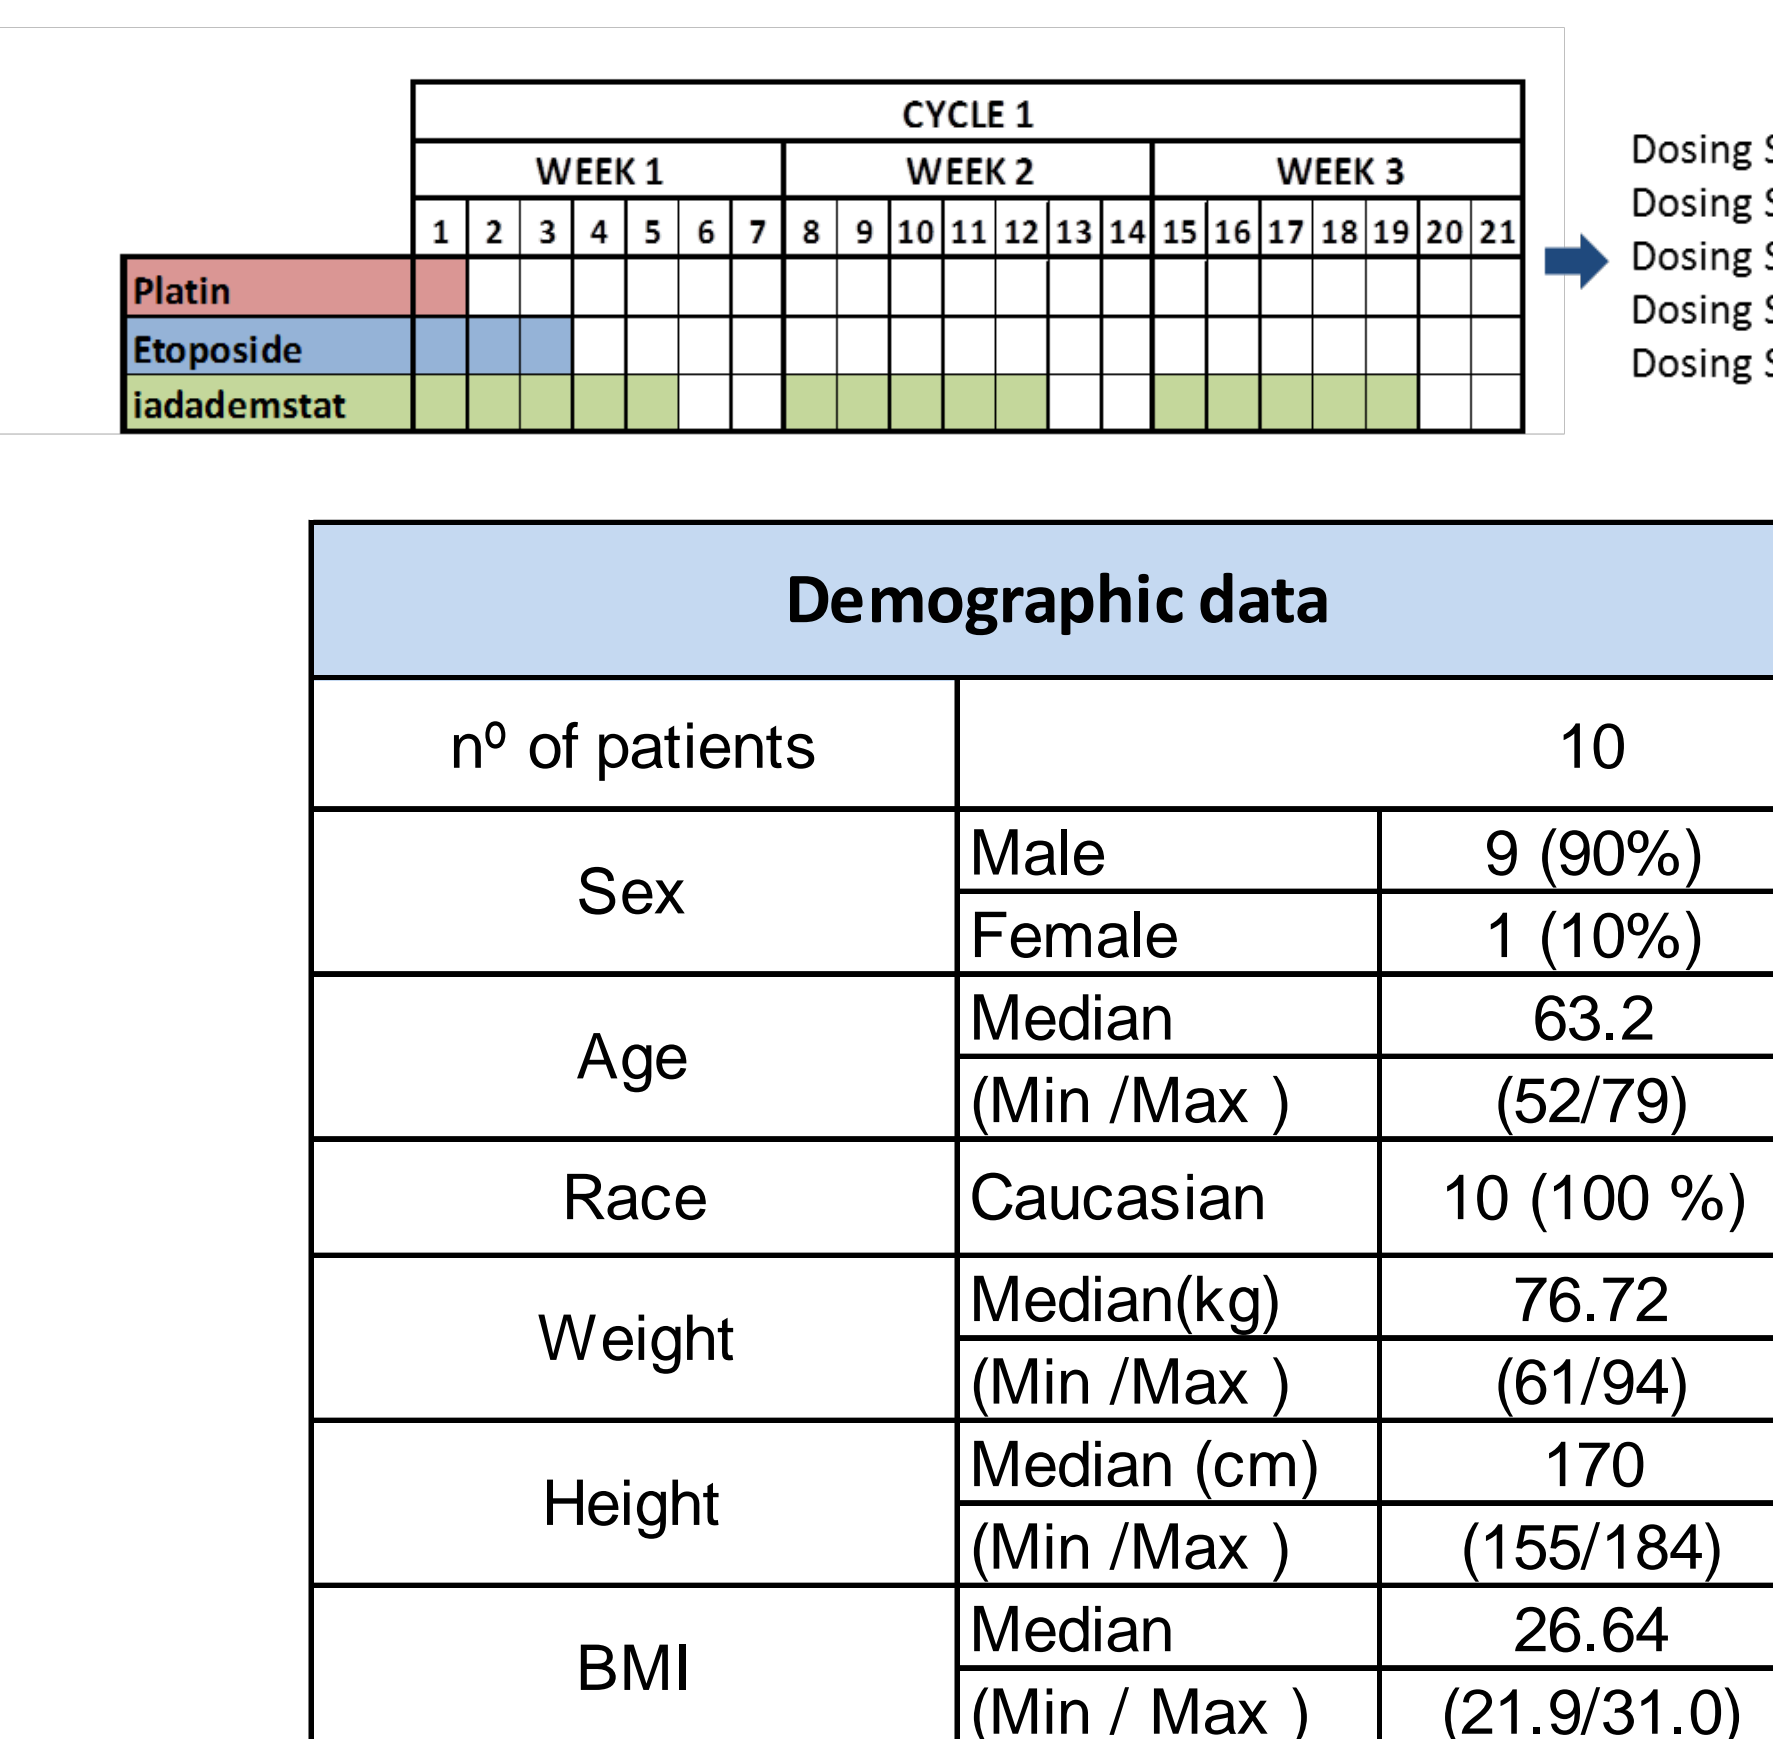 CYCLE 1
WEEK 1 WEEK 2 WEEK 3
1 2 3 4 5 6 7 8 9 10 11 12 13 14 15 16 17 18 19 20 21
Platin
Etoposide
iadademstat
Dosing
Dosing
Dosing
Dosing
Dosing
Demographic data
nº of patients 10
Sex
Male 9 (90%)
Female 1 (10%)
Age
Median 63.2
(Min /Max ) (52/79)
Race Caucasian 10 (100 %)
Weight
Median(kg) 76.72
(Min /Max ) (61/94)
Height
Median (cm) 170
(Min /Max ) (155/184)
BMI
Median 26.64
(Min / Max ) (21.9/31.0)